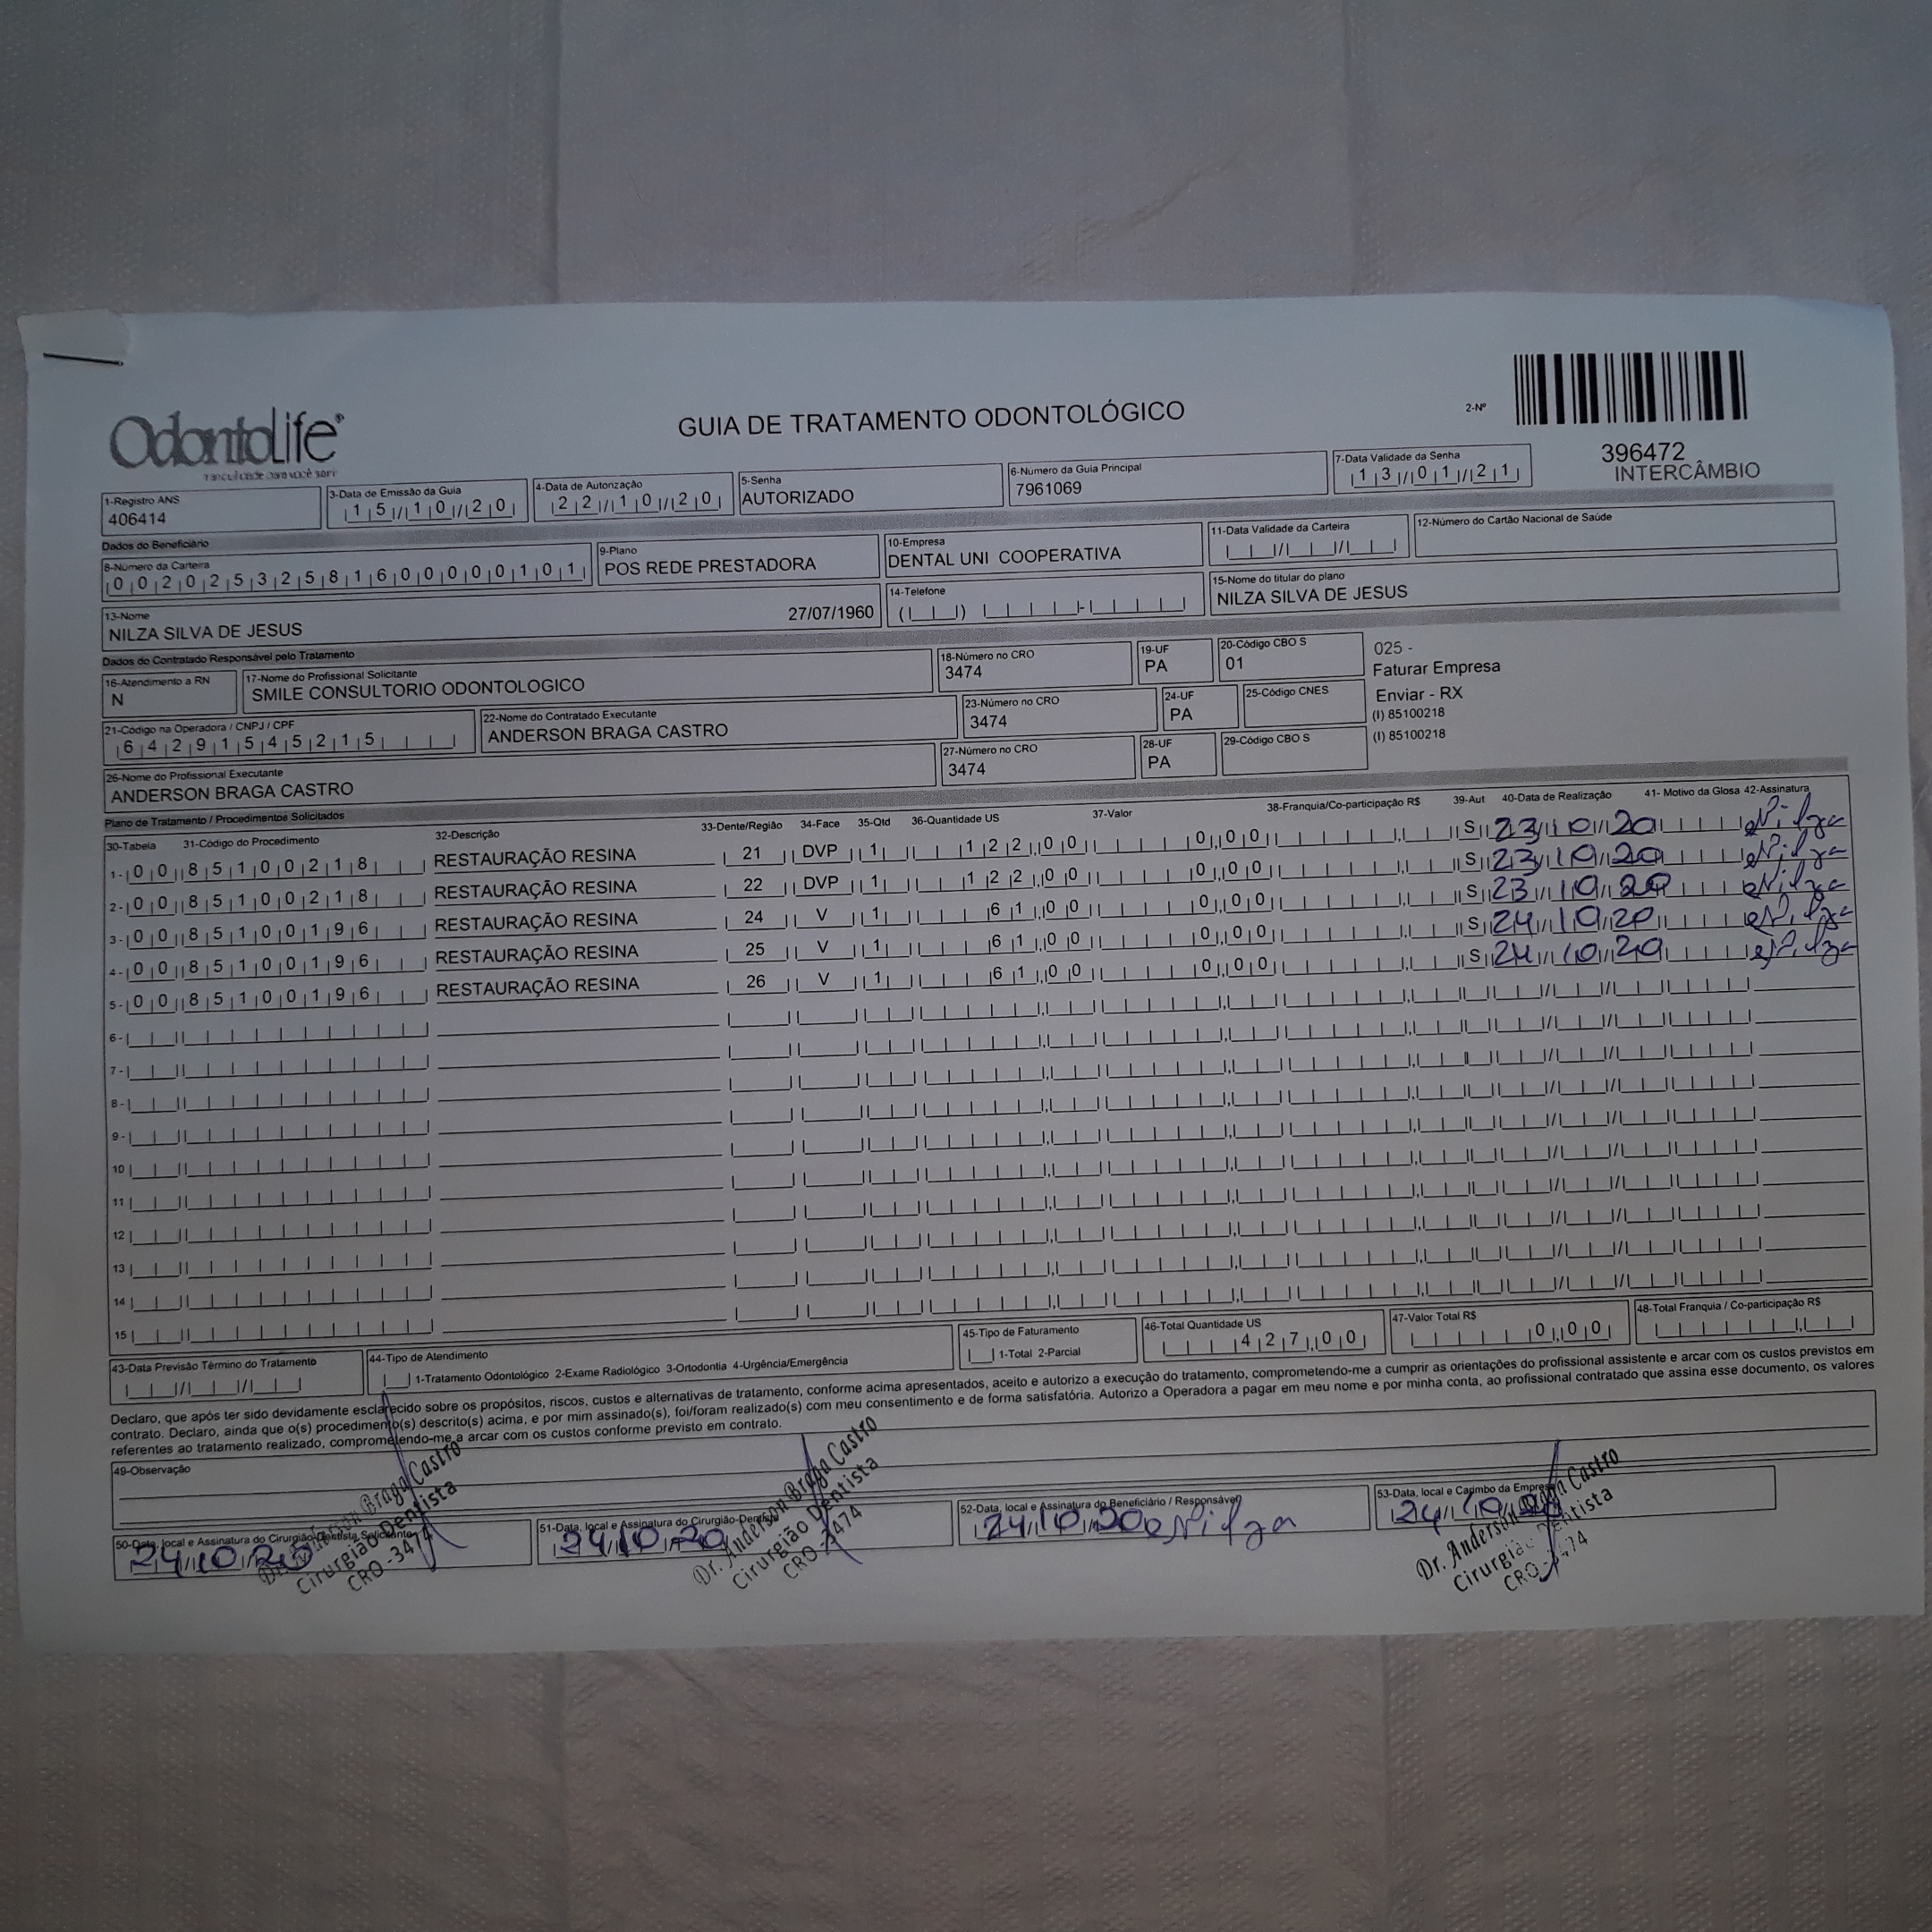 OdontoLife®
GUIA DE TRATAMENTO ODONTOLÓGICO
2-Nº
396472
INTERCÂMBIO
1-Registro ANS
406414
3-Data de Emissão da Guia
15/10/20
4-Data de Autorização
22/10/20
5-Senha
AUTORIZADO
6-Número da Guia Principal
7961069
7-Data Validade da Senha
13/01/21
Dados do Beneficiário
8-Número da Carteira
00202532581600000101
9-Plano
POS REDE PRESTADORA
10-Empresa
DENTAL UNI COOPERATIVA
11-Data Validade da Carteira
12-Número do Cartão Nacional de Saúde
13-Nome
NILZA SILVA DE JESUS 27/07/1960
14-Telefone
15-Nome do titular do plano
NILZA SILVA DE JESUS
Dados do Contratado Responsável pelo Tratamento
16-Atendimento a RN
N
17-Nome do Profissional Solicitante
SMILE CONSULTORIO ODONTOLOGICO
18-Número no CRO
3474
19-UF
PA
20-Código CBO S
01
025 -
Faturar Empresa
Enviar - RX
(I) 85100218
(I) 85100218
21-Código na Operadora / CNPJ / CPF
64291545215
22-Nome do Contratado Executante
ANDERSON BRAGA CASTRO
23-Número no CRO
3474
24-UF
PA
25-Código CNES
26-Nome do Profissional Executante
ANDERSON BRAGA CASTRO
27-Número no CRO
3474
28-UF
PA
29-Código CBO S
Plano de Tratamento / Procedimentos Solicitados
30-Tabela 31-Código do Procedimento 32-Descrição 33-Dente/Região 34-Face 35-Qtd 36-Quantidade US 37-Valor 38-Franquia/Co-participação R$ 39-Aut 40-Data de Realização 41- Motivo da Glosa 42-Assinatura
1- 00 85100218 RESTAURAÇÃO RESINA 21 DVP 1 122,00 0,00 S 23/10/20 Nilza
2- 00 85100218 RESTAURAÇÃO RESINA 22 DVP 1 122,00 0,00 S 23/10/20 Nilza
3- 00 85100196 RESTAURAÇÃO RESINA 24 V 1 61,00 0,00 S 23/10/20 Nilza
4- 00 85100196 RESTAURAÇÃO RESINA 25 V 1 61,00 0,00 S 24/10/20 Nilza
5- 00 85100196 RESTAURAÇÃO RESINA 26 V 1 61,00 0,00 S 24/10/20 Nilza
6-
7-
8-
9-
10
11
12
13
14
15
43-Data Previsão Término do Tratamento
44-Tipo de Atendimento
1-Tratamento Odontológico 2-Exame Radiológico 3-Ortodontia 4-Urgência/Emergência
45-Tipo de Faturamento
1-Total 2-Parcial
46-Total Quantidade US
427,00
47-Valor Total R$
0,00
48-Total Franquia / Co-participação R$
Declaro, que após ter sido devidamente esclarecido sobre os propósitos, riscos, custos e alternativas de tratamento, conforme acima apresentados, aceito e autorizo a execução do tratamento, comprometendo-me a cumprir as orientações do profissional assistente e arcar com os custos previstos em
contrato. Declaro, ainda que o(s) procedimento(s) descrito(s) acima, e por mim assinado(s), foi/foram realizado(s) com meu consentimento e de forma satisfatória. Autorizo a Operadora a pagar em meu nome e por minha conta, ao profissional contratado que assina esse documento, os valores
referentes ao tratamento realizado, comprometendo-me a arcar com os custos conforme previsto em contrato.
49-Observação
50-Data, local e Assinatura do Cirurgião-Dentista Solicitante
24/10/20
Dr. Anderson Braga Castro
Cirurgião Dentista
CRO -3474
51-Data, local e Assinatura do Cirurgião-Dentista
24/10/20
Dr. Anderson Braga Castro
Cirurgião Dentista
CRO -3474
52-Data, local e Assinatura do Beneficiário / Responsável
24/10/20 Nilza
53-Data, local e Carimbo da Empresa
24/10/20
Dr. Anderson Braga Castro
Cirurgião Dentista
CRO -3474